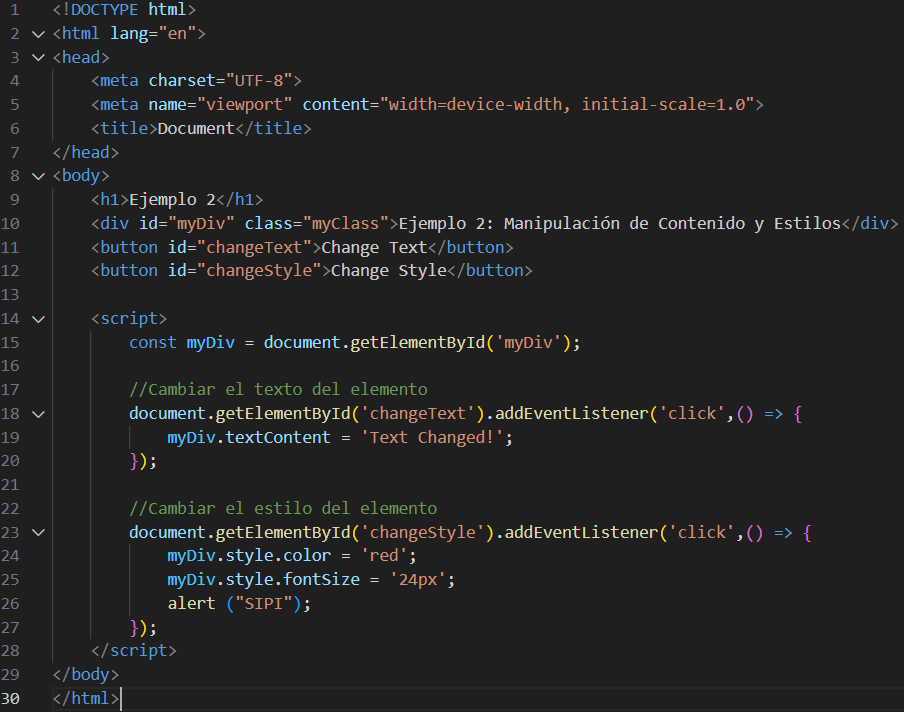 1 <!DOCTYPE html>
2 <html lang="en">
3 <head>
4     <meta charset="UTF-8">
5     <meta name="viewport" content="width=device-width, initial-scale=1.0">
6     <title>Document</title>
7 </head>
8 <body>
9     <h1>Ejemplo 2</h1>
10     <div id="myDiv" class="myClass">Ejemplo 2: Manipulación de Contenido y Estilos</div>
11     <button id="changeText">Change Text</button>
12     <button id="changeStyle">Change Style</button>
13
14     <script>
15         const myDiv = document.getElementById('myDiv');
16
17         //Cambiar el texto del elemento
18         document.getElementById('changeText').addEventListener('click',() => {
19             myDiv.textContent = 'Text Changed!';
20         });
21
22         //Cambiar el estilo del elemento
23         document.getElementById('changeStyle').addEventListener('click',() => {
24             myDiv.style.color = 'red';
25             myDiv.style.fontSize = '24px';
26             alert ("SIPI");
27         });
28     </script>
29 </body>
30 </html>